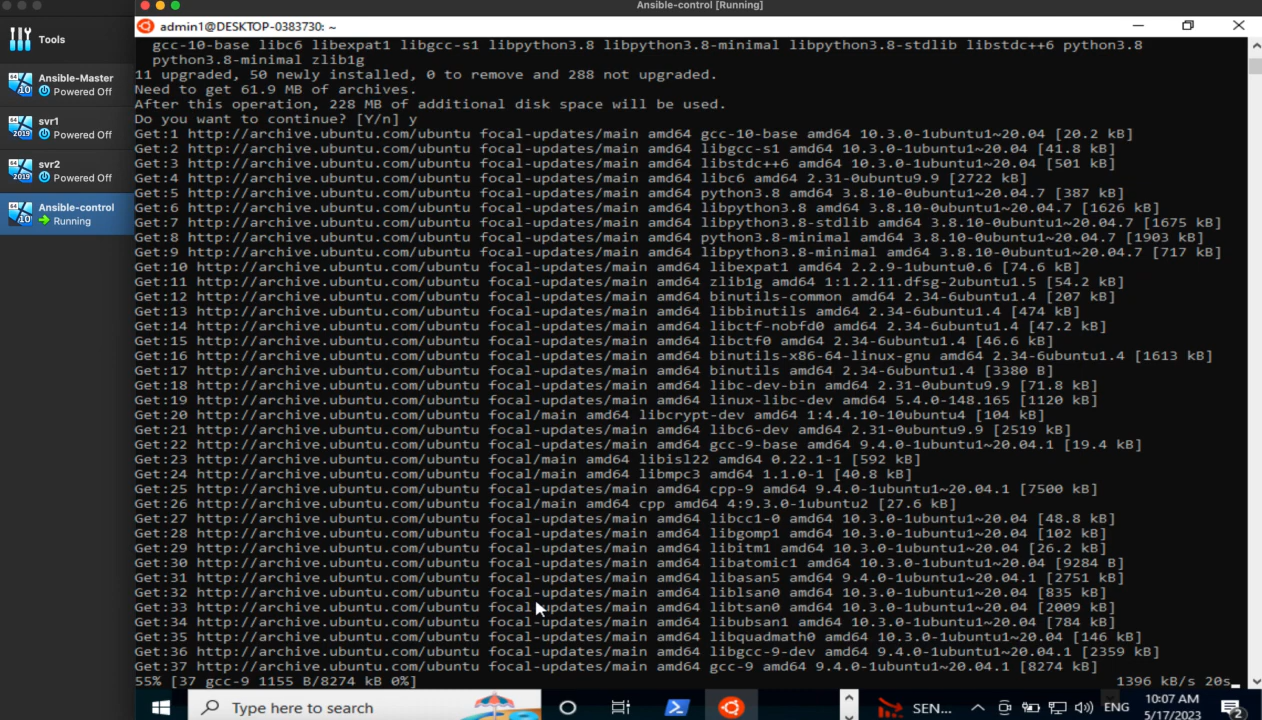 Ansible-control [Running]
Tools
Ansible-Master
Powered Off
svr1
Powered Off
svr2
Powered Off
Ansible-control
Running
admin1@DESKTOP-0383730: ~
gcc-10-base libc6 libexpat1 libgcc-s1 libpython3.8 libpython3.8-minimal libpython3.8-stdlib libstdc++6 python3.8
python3.8-minimal zlib1g
11 upgraded, 50 newly installed, 0 to remove and 288 not upgraded.
Need to get 61.9 MB of archives.
After this operation, 228 MB of additional disk space will be used.
Do you want to continue? [Y/n] y
Get:1 http://archive.ubuntu.com/ubuntu focal-updates/main amd64 gcc-10-base amd64 10.3.0-1ubuntu1~20.04 [20.2 kB]
Get:2 http://archive.ubuntu.com/ubuntu focal-updates/main amd64 libgcc-s1 amd64 10.3.0-1ubuntu1~20.04 [41.8 kB]
Get:3 http://archive.ubuntu.com/ubuntu focal-updates/main amd64 libstdc++6 amd64 10.3.0-1ubuntu1~20.04 [501 kB]
Get:4 http://archive.ubuntu.com/ubuntu focal-updates/main amd64 libc6 amd64 2.31-0ubuntu9.9 [2722 kB]
Get:5 http://archive.ubuntu.com/ubuntu focal-updates/main amd64 python3.8 amd64 3.8.10-0ubuntu1~20.04.7 [387 kB]
Get:6 http://archive.ubuntu.com/ubuntu focal-updates/main amd64 libpython3.8 amd64 3.8.10-0ubuntu1~20.04.7 [1626 kB]
Get:7 http://archive.ubuntu.com/ubuntu focal-updates/main amd64 libpython3.8-stdlib amd64 3.8.10-0ubuntu1~20.04.7 [1675 kB]
Get:8 http://archive.ubuntu.com/ubuntu focal-updates/main amd64 python3.8-minimal amd64 3.8.10-0ubuntu1~20.04.7 [1903 kB]
Get:9 http://archive.ubuntu.com/ubuntu focal-updates/main amd64 libpython3.8-minimal amd64 3.8.10-0ubuntu1~20.04.7 [717 kB]
Get:10 http://archive.ubuntu.com/ubuntu focal-updates/main amd64 libexpat1 amd64 2.2.9-1ubuntu0.6 [74.6 kB]
Get:11 http://archive.ubuntu.com/ubuntu focal-updates/main amd64 zlib1g amd64 1:1.2.11.dfsg-2ubuntu1.5 [54.2 kB]
Get:12 http://archive.ubuntu.com/ubuntu focal-updates/main amd64 binutils-common amd64 2.34-6ubuntu1.4 [207 kB]
Get:13 http://archive.ubuntu.com/ubuntu focal-updates/main amd64 libbinutils amd64 2.34-6ubuntu1.4 [474 kB]
Get:14 http://archive.ubuntu.com/ubuntu focal-updates/main amd64 libctf-nobfd0 amd64 2.34-6ubuntu1.4 [47.2 kB]
Get:15 http://archive.ubuntu.com/ubuntu focal-updates/main amd64 libctf0 amd64 2.34-6ubuntu1.4 [46.6 kB]
Get:16 http://archive.ubuntu.com/ubuntu focal-updates/main amd64 binutils-x86-64-linux-gnu amd64 2.34-6ubuntu1.4 [1613 kB]
Get:17 http://archive.ubuntu.com/ubuntu focal-updates/main amd64 binutils amd64 2.34-6ubuntu1.4 [3380 B]
Get:18 http://archive.ubuntu.com/ubuntu focal-updates/main amd64 libc-dev-bin amd64 2.31-0ubuntu9.9 [71.8 kB]
Get:19 http://archive.ubuntu.com/ubuntu focal-updates/main amd64 linux-libc-dev amd64 5.4.0-148.165 [1120 kB]
Get:20 http://archive.ubuntu.com/ubuntu focal/main amd64 libcrypt-dev amd64 1:4.4.10-10ubuntu4 [104 kB]
Get:21 http://archive.ubuntu.com/ubuntu focal-updates/main amd64 libc6-dev amd64 2.31-0ubuntu9.9 [2519 kB]
Get:22 http://archive.ubuntu.com/ubuntu focal-updates/main amd64 gcc-9-base amd64 9.4.0-1ubuntu1~20.04.1 [19.4 kB]
Get:23 http://archive.ubuntu.com/ubuntu focal/main amd64 libisl22 amd64 0.22.1-1 [592 kB]
Get:24 http://archive.ubuntu.com/ubuntu focal/main amd64 libmpc3 amd64 1.1.0-1 [40.8 kB]
Get:25 http://archive.ubuntu.com/ubuntu focal-updates/main amd64 cpp-9 amd64 9.4.0-1ubuntu1~20.04.1 [7500 kB]
Get:26 http://archive.ubuntu.com/ubuntu focal/main amd64 cpp amd64 4:9.3.0-1ubuntu2 [27.6 kB]
Get:27 http://archive.ubuntu.com/ubuntu focal-updates/main amd64 libcc1-0 amd64 10.3.0-1ubuntu1~20.04 [48.8 kB]
Get:28 http://archive.ubuntu.com/ubuntu focal-updates/main amd64 libgomp1 amd64 10.3.0-1ubuntu1~20.04 [102 kB]
Get:29 http://archive.ubuntu.com/ubuntu focal-updates/main amd64 libitm1 amd64 10.3.0-1ubuntu1~20.04 [26.2 kB]
Get:30 http://archive.ubuntu.com/ubuntu focal-updates/main amd64 libatomic1 amd64 10.3.0-1ubuntu1~20.04 [9284 B]
Get:31 http://archive.ubuntu.com/ubuntu focal-updates/main amd64 libasan5 amd64 9.4.0-1ubuntu1~20.04.1 [2751 kB]
Get:32 http://archive.ubuntu.com/ubuntu focal-updates/main amd64 liblsan0 amd64 10.3.0-1ubuntu1~20.04 [835 kB]
Get:33 http://archive.ubuntu.com/ubuntu focal-updates/main amd64 libtsan0 amd64 10.3.0-1ubuntu1~20.04 [2009 kB]
Get:34 http://archive.ubuntu.com/ubuntu focal-updates/main amd64 libubsan1 amd64 10.3.0-1ubuntu1~20.04 [784 kB]
Get:35 http://archive.ubuntu.com/ubuntu focal-updates/main amd64 libquadmath0 amd64 10.3.0-1ubuntu1~20.04 [146 kB]
Get:36 http://archive.ubuntu.com/ubuntu focal-updates/main amd64 libgcc-9-dev amd64 9.4.0-1ubuntu1~20.04.1 [2359 kB]
Get:37 http://archive.ubuntu.com/ubuntu focal-updates/main amd64 gcc-9 amd64 9.4.0-1ubuntu1~20.04.1 [8274 kB]
55% [37 gcc-9 1155 B/8274 kB 0%] 1396 kB/s 20s
Type here to search
SEN...
ENG
10:07 AM
5/17/2023
2